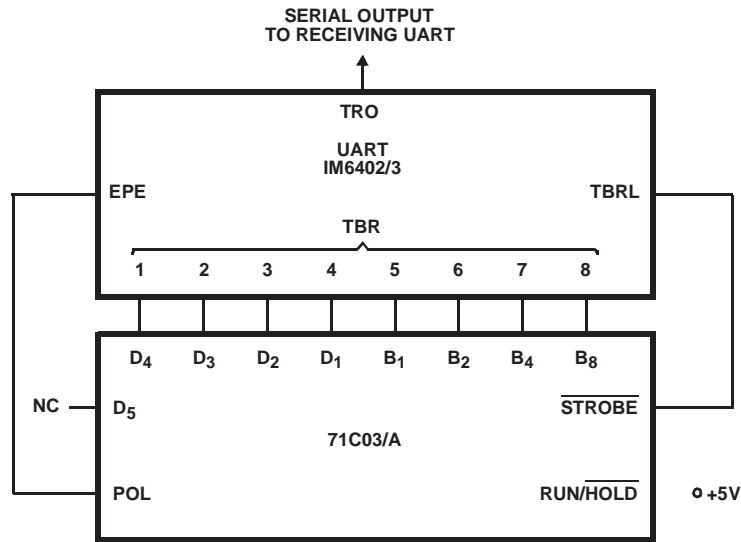 SERIAL OUTPUT
TO RECEIVING UART
TRO
UART
IM6402/3
EPE
TBRL
TBR
1 2 3 4 5 6 7 8
D4 D3 D2 D1 B1 B2 B4 B8
NC
D5
STROBE
71C03/A
POL
RUN/HOLD
+5V